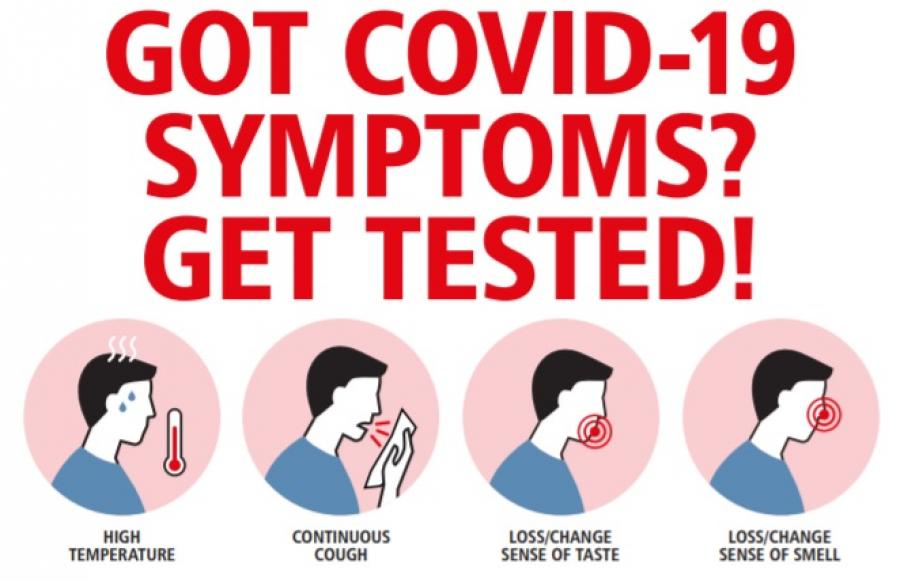 GOT COVID-19
SYMPTOMS?
GET TESTED!
HIGH
TEMPERATURE
CONTINUOUS
COUGH
LOSS/CHANGE
SENSE OF TASTE
LOSS/CHANGE
SENSE OF SMELL